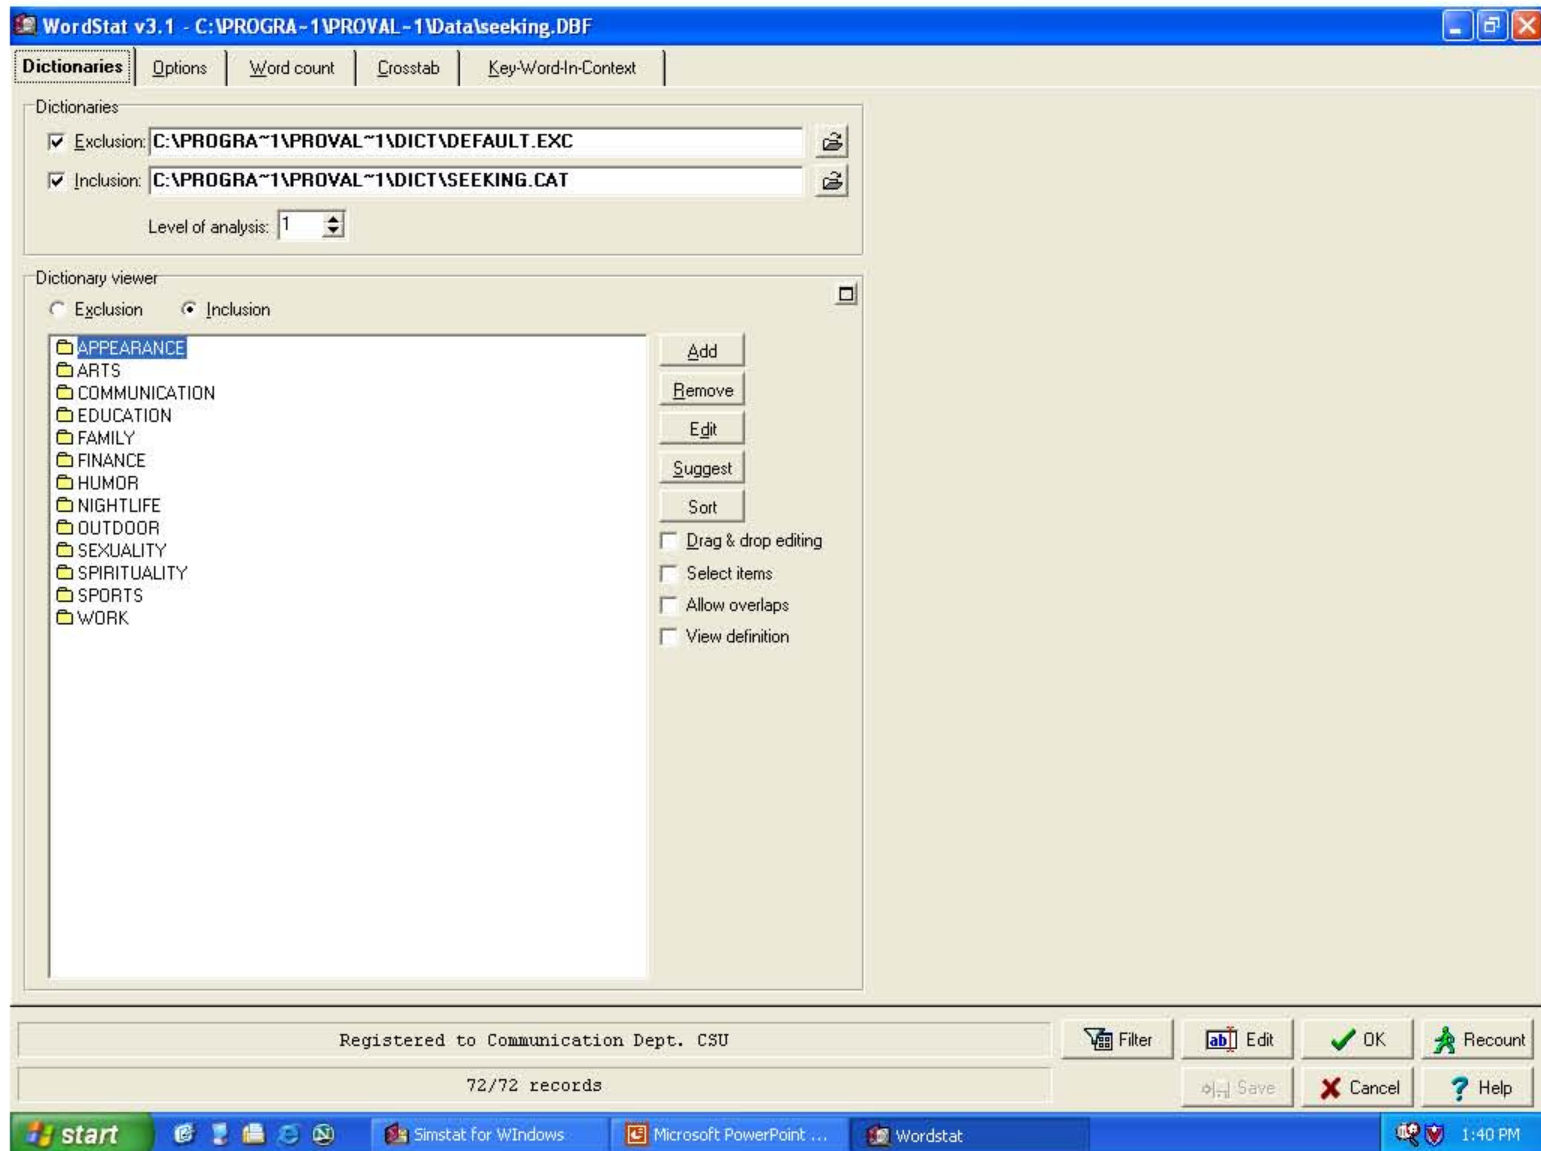 WordStat v3.1 - C:\PROGRA~1\PROVAL~1\Data\seeking.DBF
Dictionaries Options Word count Crosstab Key-Word-In-Context
Dictionaries
Exclusion: C:\PROGRA~1\PROVAL~1\DICT\DEFAULT.EXC
Inclusion: C:\PROGRA~1\PROVAL~1\DICT\SEEKING.CAT
Level of analysis: 1
Dictionary viewer
Exclusion Inclusion
APPEARANCE
ARTS
COMMUNICATION
EDUCATION
FAMILY
FINANCE
HUMOR
NIGHTLIFE
OUTDOOR
SEXUALITY
SPIRITUALITY
SPORTS
WORK
Add
Remove
Edit
Suggest
Sort
Drag & drop editing
Select items
Allow overlaps
View definition
Registered to Communication Dept. CSU
Filter Edit OK Recount
72/72 records
Save Cancel Help
start Simstat for WIndows Microsoft PowerPoint ... Wordstat 1:40 PM